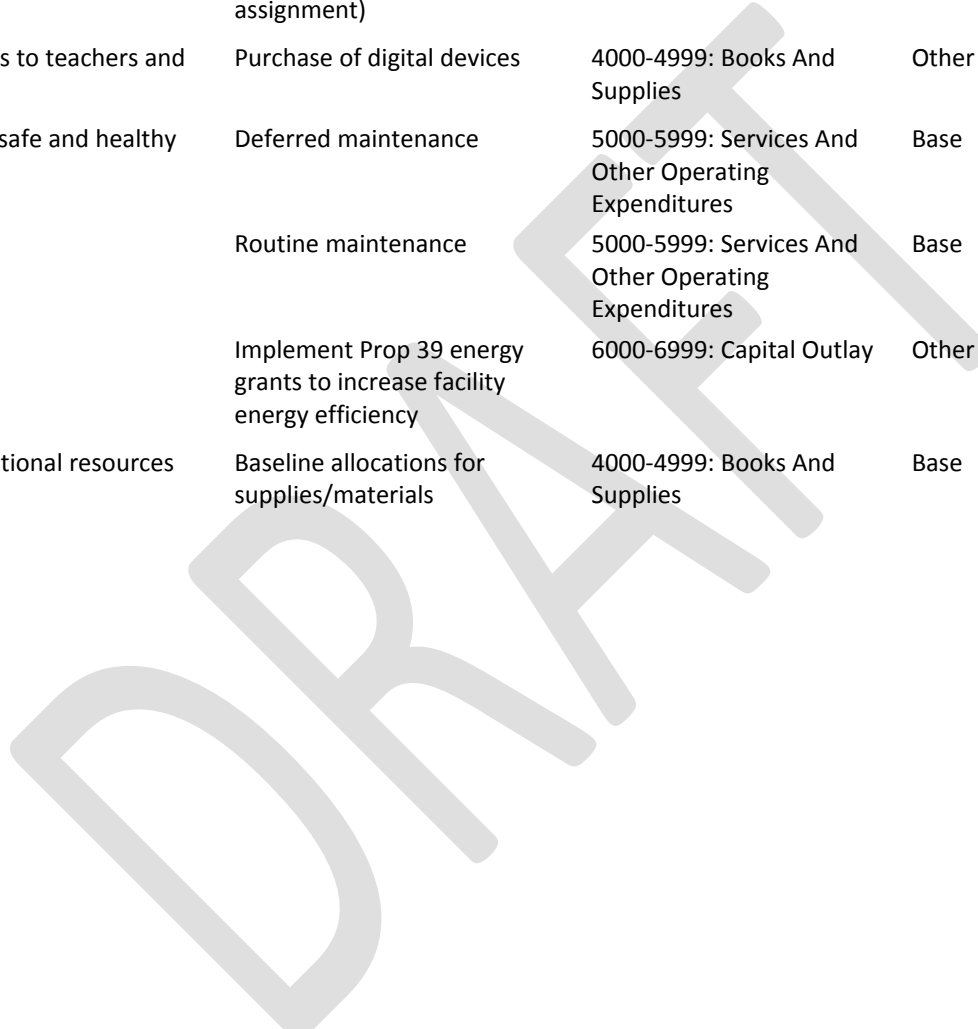 assignment)
s to teachers and Purchase of digital devices 4000-4999: Books And Other
Supplies
safe and healthy Deferred maintenance 5000-5999: Services And Base
Other Operating
Expenditures
Routine maintenance 5000-5999: Services And Base
Other Operating
Expenditures
Implement Prop 39 energy 6000-6999: Capital Outlay Other
grants to increase facility
energy efficiency
tional resources Baseline allocations for 4000-4999: Books And Base
supplies/materials Supplies
DRAFT